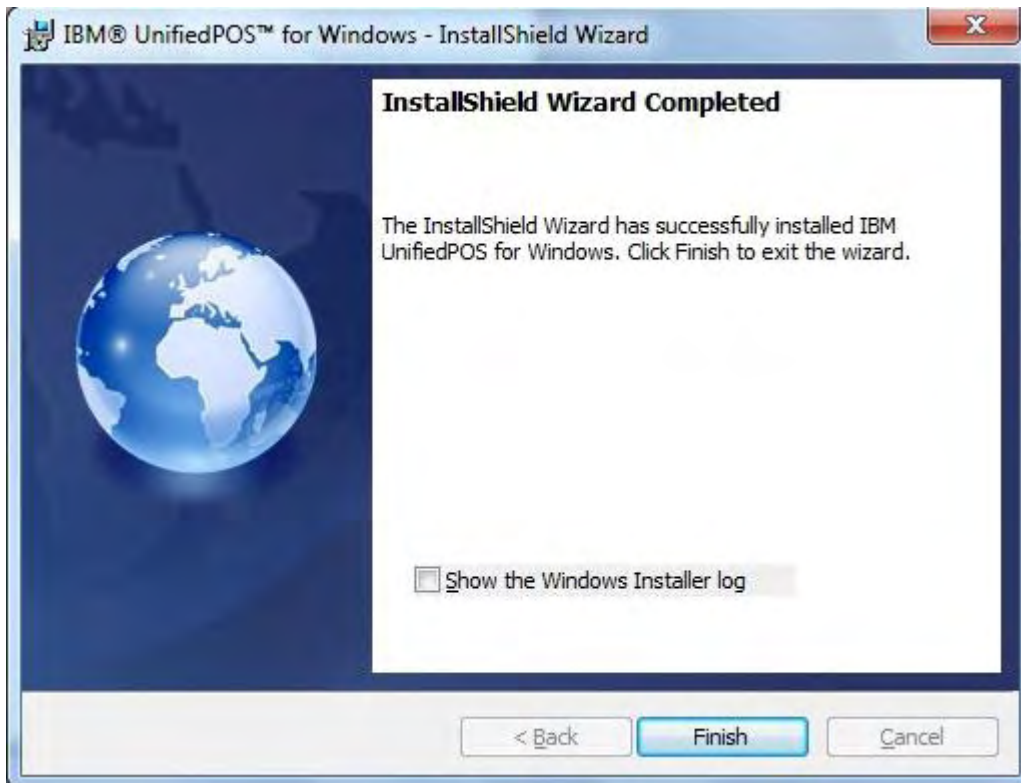 IBM® UnifiedPOS™ for Windows - InstallShield Wizard
InstallShield Wizard Completed
The InstallShield Wizard has successfully installed IBM
UnifiedPOS for Windows. Click Finish to exit the wizard.
Show the Windows Installer log
< Back
Finish
Cancel